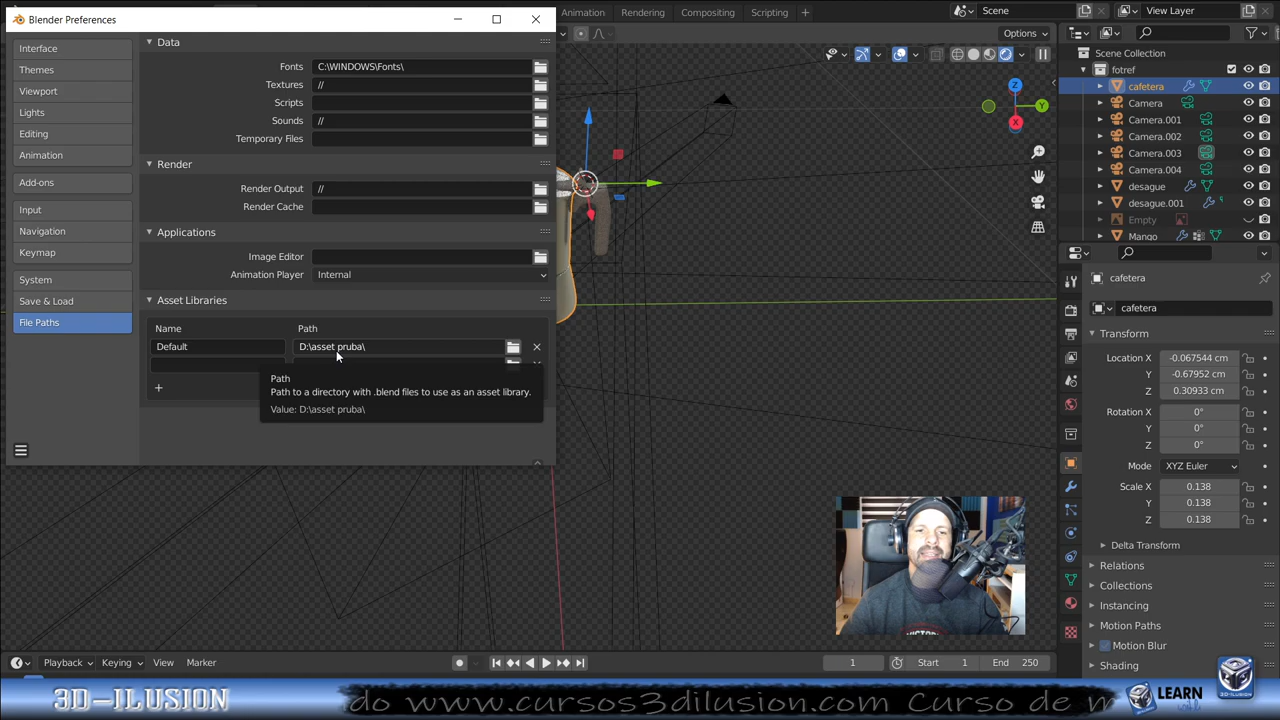 Blender Preferences
Animation
Rendering
Compositing
Scripting
Scene
View Layer
Interface
Themes
Viewport
Lights
Editing
Animation
Add-ons
Input
Navigation
Keymap
System
Save & Load
File Paths
Data
Fonts C:\WINDOWS\Fonts\
Textures //
Scripts
Sounds //
Temporary Files
Render
Render Output //
Render Cache
Applications
Image Editor
Animation Player Internal
Asset Libraries
Name Path
Default D:\asset pruba\
Path
Path to a directory with .blend files to use as an asset library.
Value: D:\asset pruba\
Options
Z
Y
X
Scene Collection
fotref
cafetera
Camera
Camera.001
Camera.002
Camera.003
Camera.004
desague
desague.001
Empty
Mango
cafetera
cafetera
Transform
Location X -0.067544 m
Y -0.67952 m
Z 0.30933 m
Rotation X 0°
Y 0°
Z 0°
Mode XYZ Euler
Scale X 0.138
Y 0.138
Z 0.138
Delta Transform
Relations
Collections
Instancing
Motion Paths
Motion Blur
Shading
Playback
Keying
View
Marker
1
Start 1
End 250
3D-ILUSION
do www.cursos3dilusion.com Curso de m
LEARN